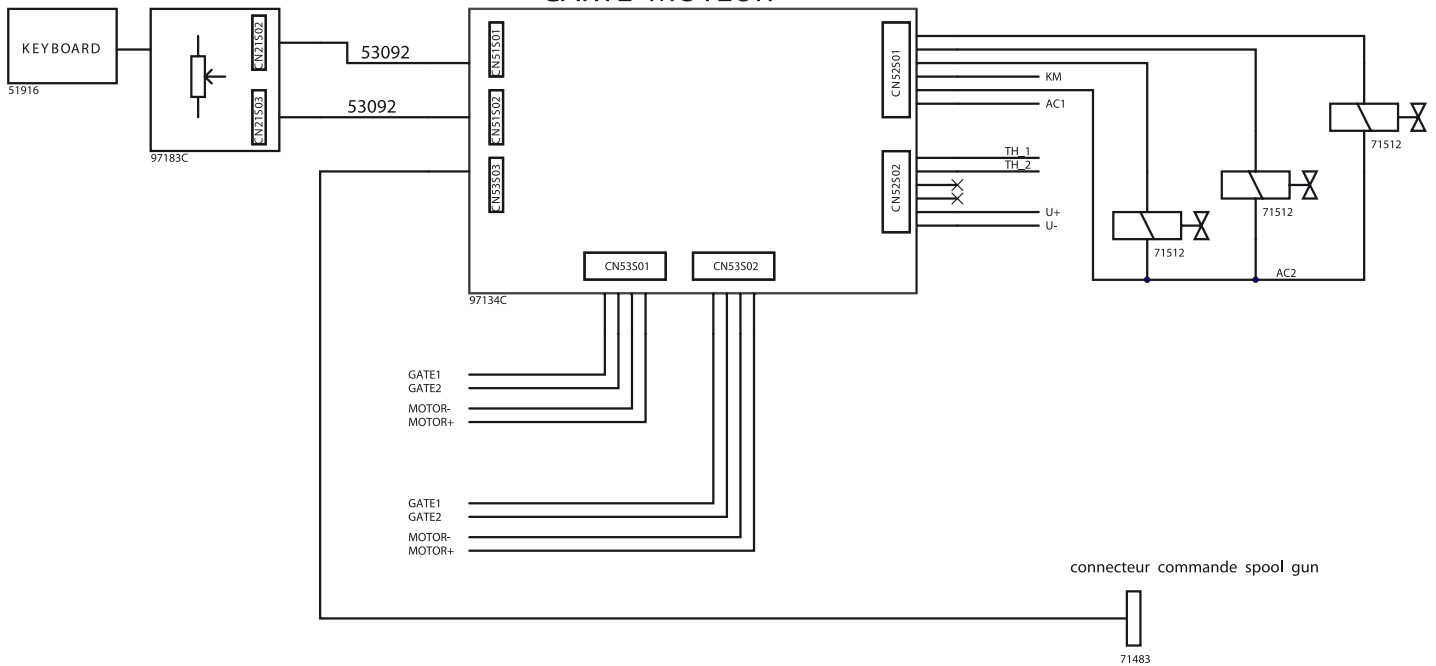 KEYBOARD
51916
CN21S02
CN21S03
97183C
53092
53092
CN51S01
CN51S02
CN53S03
CN52S01
CN52S02
CN53S01
CN53S02
97134C
KM
AC1
TH_1
TH_2
U+
U-
71512
71512
71512
AC2
GATE1
GATE2
MOTOR-
MOTOR+
GATE1
GATE2
MOTOR-
MOTOR+
connecteur commande spool gun
71483